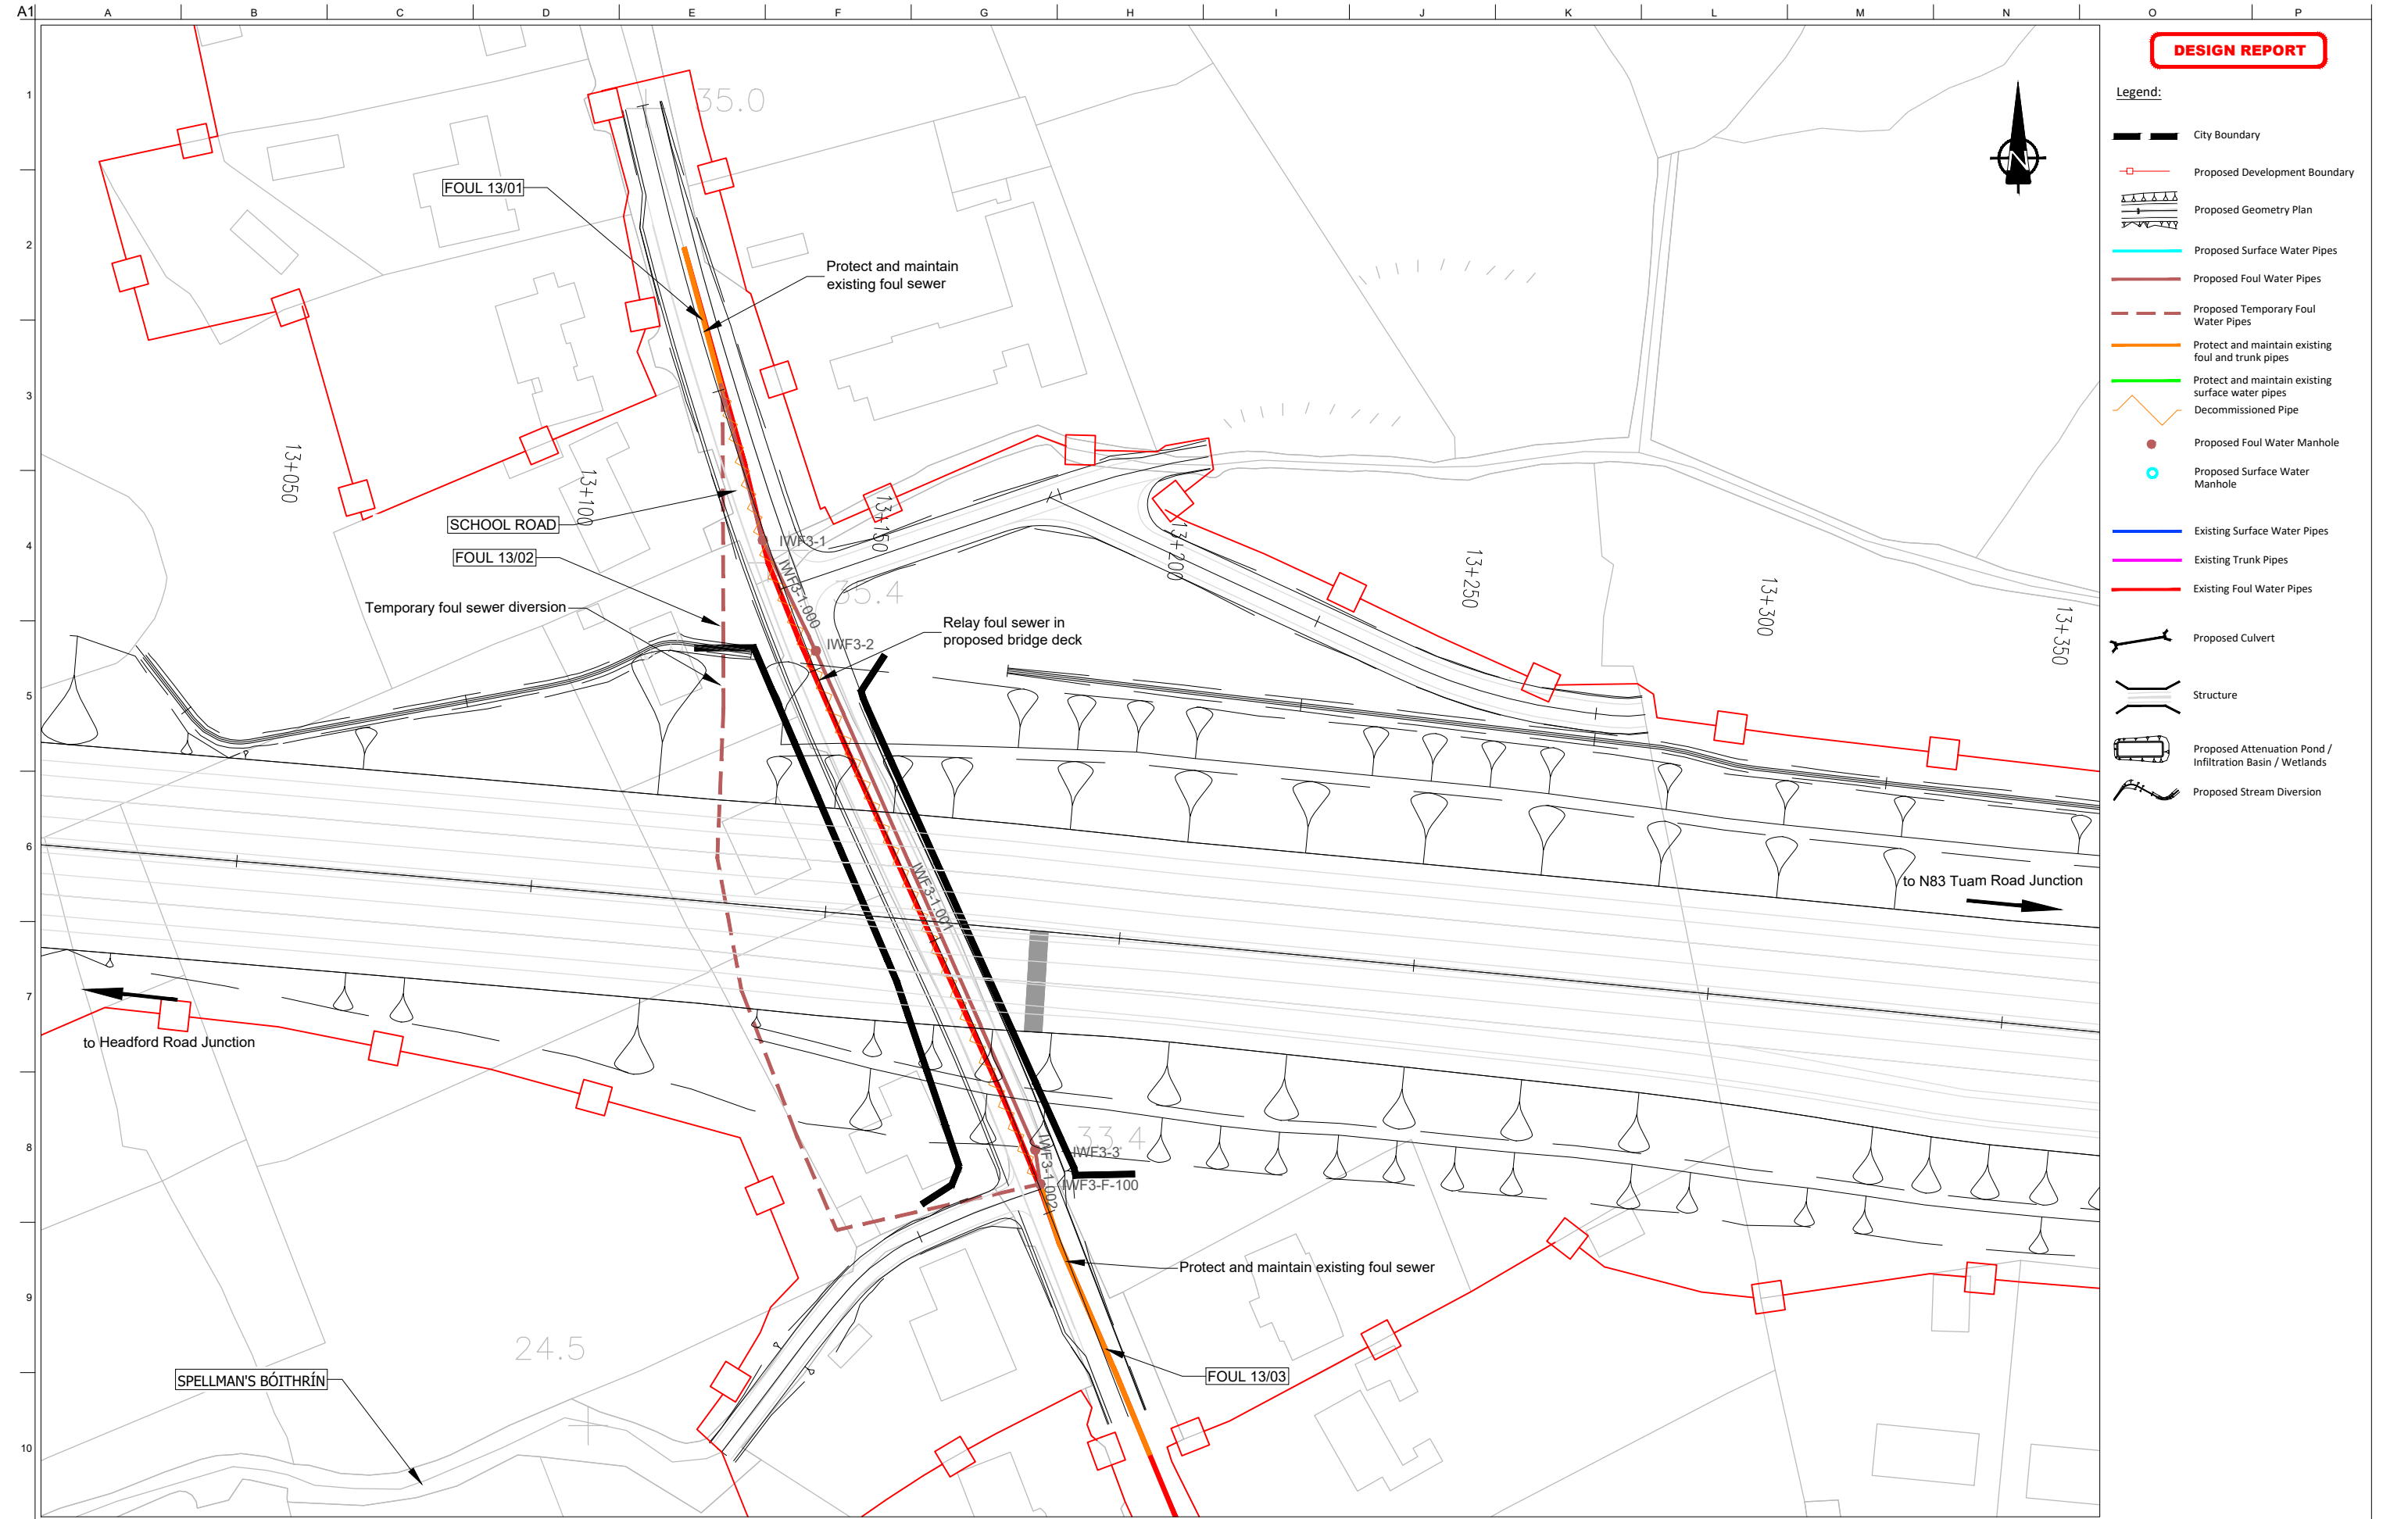 A1
A B C D E F G H I J K L M N O P
1
2
3
4
5
6
7
8
9
10
DESIGN REPORT
Legend:
City Boundary
Proposed Development Boundary
Proposed Geometry Plan
Proposed Surface Water Pipes
Proposed Foul Water Pipes
Proposed Temporary Foul
Water Pipes
Protect and maintain existing
foul and trunk pipes
Protect and maintain existing
surface water pipes
Decommissioned Pipe
Proposed Foul Water Manhole
Proposed Surface Water
Manhole
Existing Surface Water Pipes
Existing Trunk Pipes
Existing Foul Water Pipes
Proposed Culvert
Structure
Proposed Attenuation Pond /
Infiltration Basin / Wetlands
Proposed Stream Diversion
N
35.0
FOUL 13/01
Protect and maintain
existing foul sewer
13+050
13+100
13+150
13+200
13+250
13+300
13+350
SCHOOL ROAD
IWF3-1
FOUL 13/02
IWF3-1.000
35.4
Temporary foul sewer diversion
Relay foul sewer in
proposed bridge deck
IWF3-2
IWF3-1.001
to N83 Tuam Road Junction
to Headford Road Junction
33.4
IWF3-3
IWF3-1.002
IWF3-F-100
Protect and maintain existing foul sewer
24.5
FOUL 13/03
SPELLMAN'S BÓITHRÍN